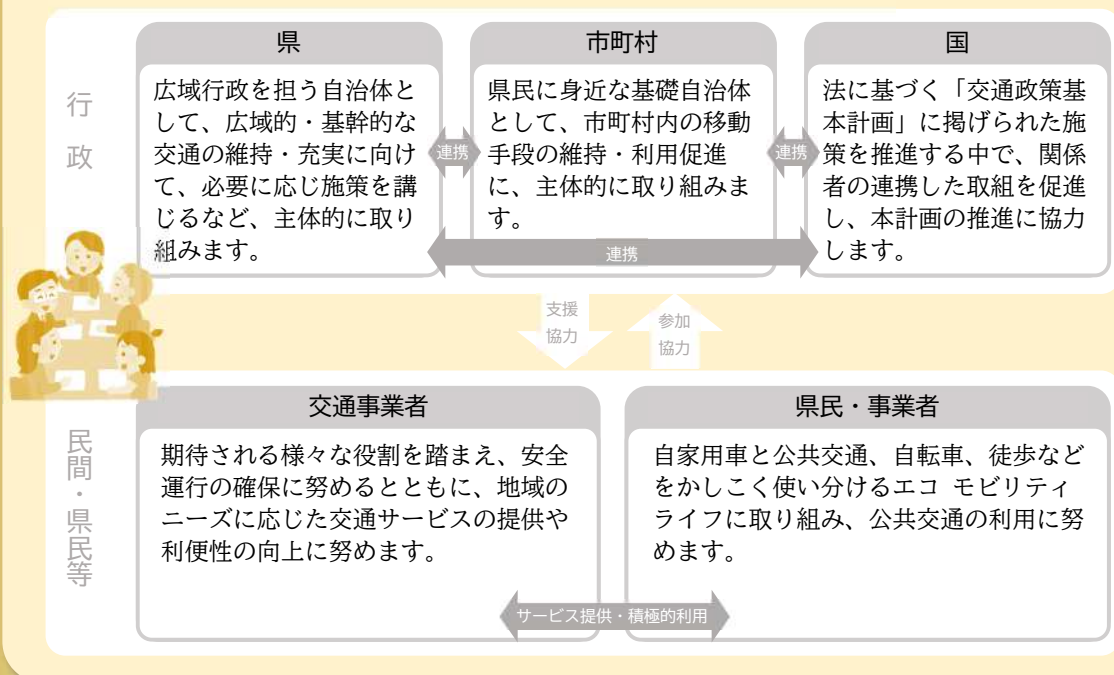 行政
県
広域行政を担う自治体と
して、広域的・基幹的な
交通の維持・充実に向け
て、必要に応じ施策を講
じるなど、主体的に取り
組みます。
連携
市町村
県民に身近な基礎自治体
として、市町村内の移動
手段の維持・利用促進
に、主体的に取り組みま
す。
連携
国
法に基づく「交通政策基
本計画」に掲げられた施
策を推進する中で、関係
者の連携した取組を促進
し、本計画の推進に協力
します。
連携
支援
協力
参加
協力
民間・県民等
交通事業者
期待される様々な役割を踏まえ、安全
運行の確保に努めるとともに、地域の
ニーズに応じた交通サービスの提供や
利便性の向上に努めます。
県民・事業者
自家用車と公共交通、自転車、徒歩など
をかしこく使い分けるエコ モビリティ
ライフに取り組み、公共交通の利用に努
めます。
サービス提供・積極的利用